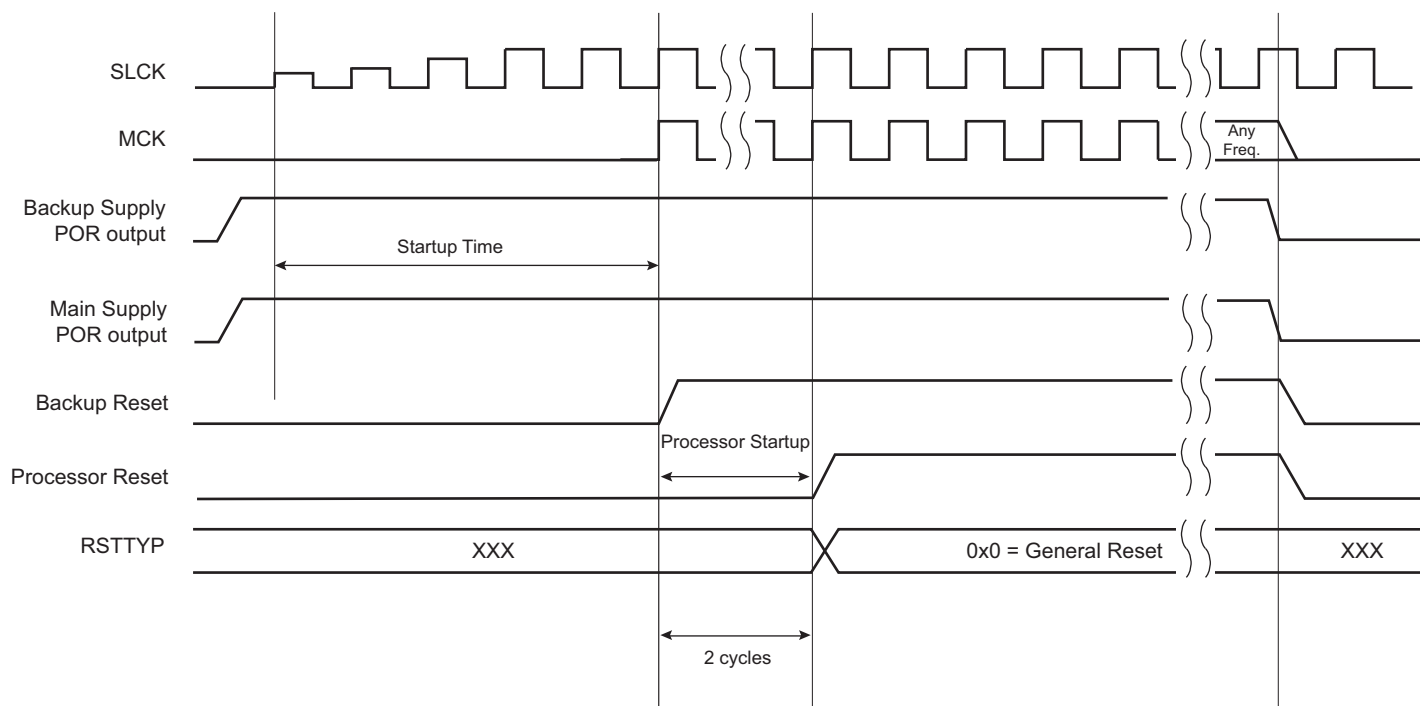 SLCK
MCK
Any
Freq.
Backup Supply
POR output
Startup Time
Main Supply
POR output
Backup Reset
Processor Startup
Processor Reset
RSTTYP
XXX
0x0 = General Reset
XXX
2 cycles